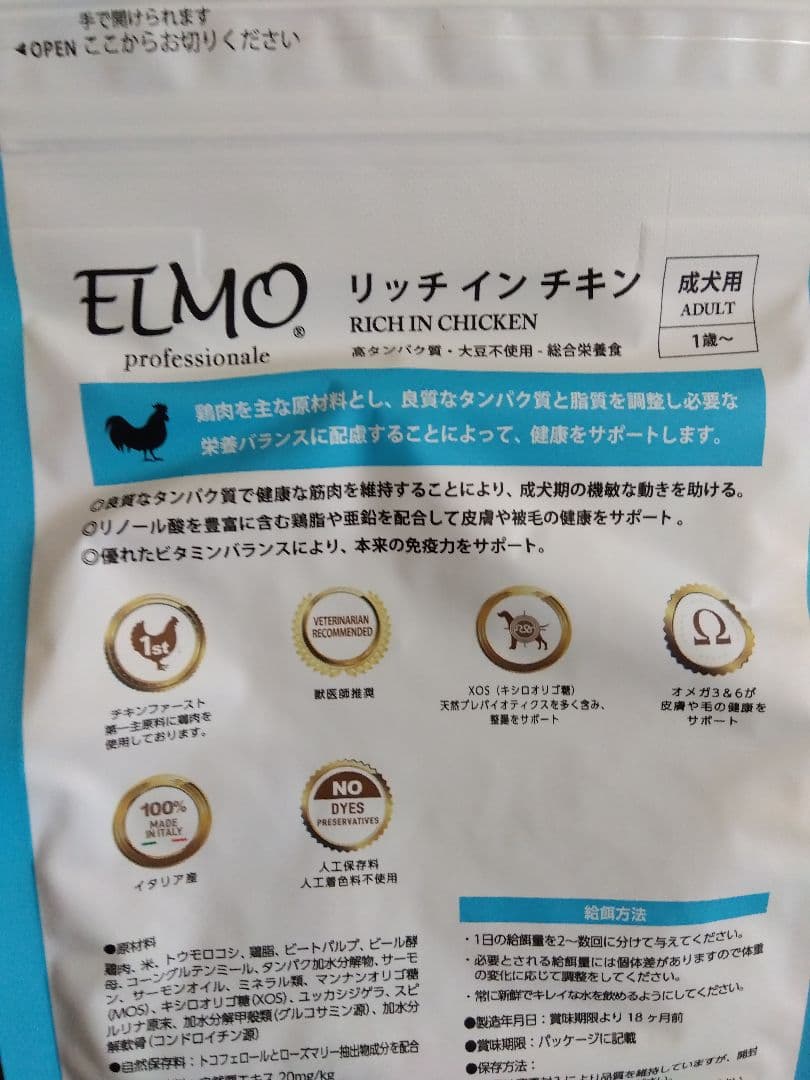 手で開けられます
◀OPEN ここからお切りください
ELMO®
professionale
リッチ イン チキン
RICH IN CHICKEN
高タンパク質・大豆不使用 - 総合栄養食
成犬用
ADULT
1歳～
鶏肉を主な原材料とし、良質なタンパク質と脂質を調整し必要な
栄養バランスに配慮することによって、健康をサポートします。
◎良質なタンパク質で健康な筋肉を維持することにより、成犬期の機敏な動きを助ける。
◎リノール酸を豊富に含む鶏脂や亜鉛を配合して皮膚や被毛の健康をサポート。
◎優れたビタミンバランスにより、本来の免疫力をサポート。
1st
チキンファースト
第一主原料に鶏肉を
使用しております。
VETERINARIAN
RECOMMENDED
獣医師推奨
XOS（キシロオリゴ糖）
天然プレバイオティクスを多く含み、
整腸をサポート
Ω
オメガ3&6が
皮膚や毛の健康を
サポート
100%
MADE
IN ITALY
イタリア産
NO
DYES
PRESERVATIVES
人工保存料
人工着色料不使用
●原材料
鶏肉、米、トウモロコシ、鶏脂、ビートパルプ、ビール酵
母、コーングルテンミール、タンパク加水分解物、サーモ
ン、サーモンオイル、ミネラル類、マンナンオリゴ糖
(MOS)、キシロオリゴ糖(XOS)、ユッカシジゲラ、スピ
ルリナ原末、加水分解甲殻類(グルコサミン源)、加水分
解軟骨(コンドロイチン源)
●自然保存料：トコフェロールとローズマリー抽出物成分を配合
エキス 20mg/kg
給餌方法
・1日の給餌量を2～数回に分けて与えてください。
・必要とされる給餌量には個体差がありますので体重
の変化に応じて調整をしてください。
・常に新鮮でキレイな水を飲めるようにしてください。
●製造年月日：賞味期限より 18 ヶ月前
●賞味期限：パッケージに記載
●保存方法：
により品質を維持していますが、開封